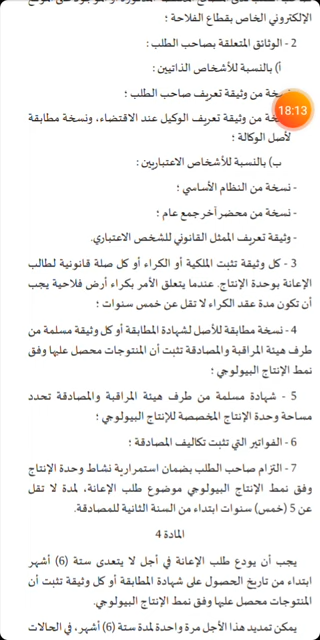 الإلكتروني الخاص بقطاع الفلاحة ؛
2 - الوثائق المتعلقة بصاحب الطلب :
أ) بالنسبة للأشخاص الذاتيين :
خة من وثيقة تعريف صاحب الطلب ؛
18:13
خة من وثيقة تعريف الوكيل عند الاقتضاء، ونسخة مطابقة
لأصل الوكالة ؛
ب) بالنسبة للأشخاص الاعتباريين :
- نسخة من النظام الأساسي ؛
- نسخة من محضر آخر جمع عام ؛
- وثيقة تعريف الممثل القانوني للشخص الاعتباري.
3 - كل وثيقة تثبت الملكية أو الكراء أو كل صلة قانونية لطالب
الإعانة بوحدة الإنتاج. عندما يتعلق الأمر بكراء أرض فلاحية يجب
أن تكون مدة عقد الكراء لا تقل عن خمس سنوات ؛
4 - نسخة مطابقة للأصل لشهادة المطابقة أو كل وثيقة مسلمة من
طرف هيئة المراقبة والمصادقة تثبت أن المنتوجات محصل عليها وفق
نمط الإنتاج البيولوجي ؛
5 - شهادة مسلمة من طرف هيئة المراقبة والمصادقة تحدد
مساحة وحدة الإنتاج المخصصة للإنتاج البيولوجي ؛
6 - الفواتير التي تثبت تكاليف المصادقة ؛
7 - التزام صاحب الطلب بضمان استمرارية نشاط وحدة الإنتاج
وفق نمط الإنتاج البيولوجي موضوع طلب الإعانة، لمدة لا تقل
عن 5 (خمس) سنوات ابتداء من السنة الثانية للمصادقة.
المادة 4
يجب أن يودع طلب الإعانة في أجل لا يتعدى ستة (6) أشهر
ابتداء من تاريخ الحصول على شهادة المطابقة أو كل وثيقة تثبت أن
المنتوجات محصل عليها وفق نمط الإنتاج البيولوجي.
يمكن تمديد هذا الأجل مرة واحدة لمدة ستة (6) أشهر، في الحالات